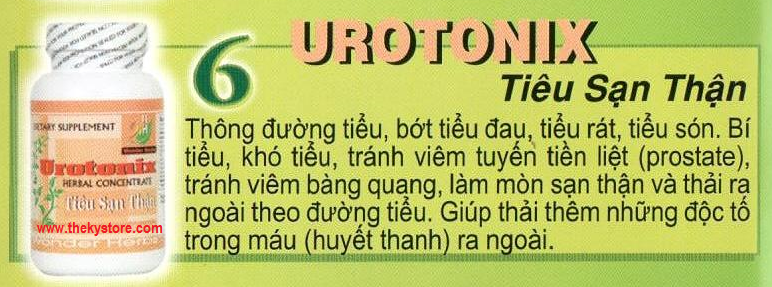 6
UROTONIX
Tiêu Sạn Thận
Thông đường tiểu, bớt tiểu đau, tiểu rát, tiểu són. Bí
tiểu, khó tiểu, tránh viêm tuyến tiền liệt (prostate),
tránh viêm bàng quang, làm mòn sạn thận và thải ra
ngoài theo đường tiểu. Giúp thải thêm những độc tố
trong máu (huyết thanh) ra ngoài.
DIETARY SUPPLEMENT
Urotonix
HERBAL CONCENTRATE
Tiêu Sạn Thận
www.thekystore.com
Wonder Herbs